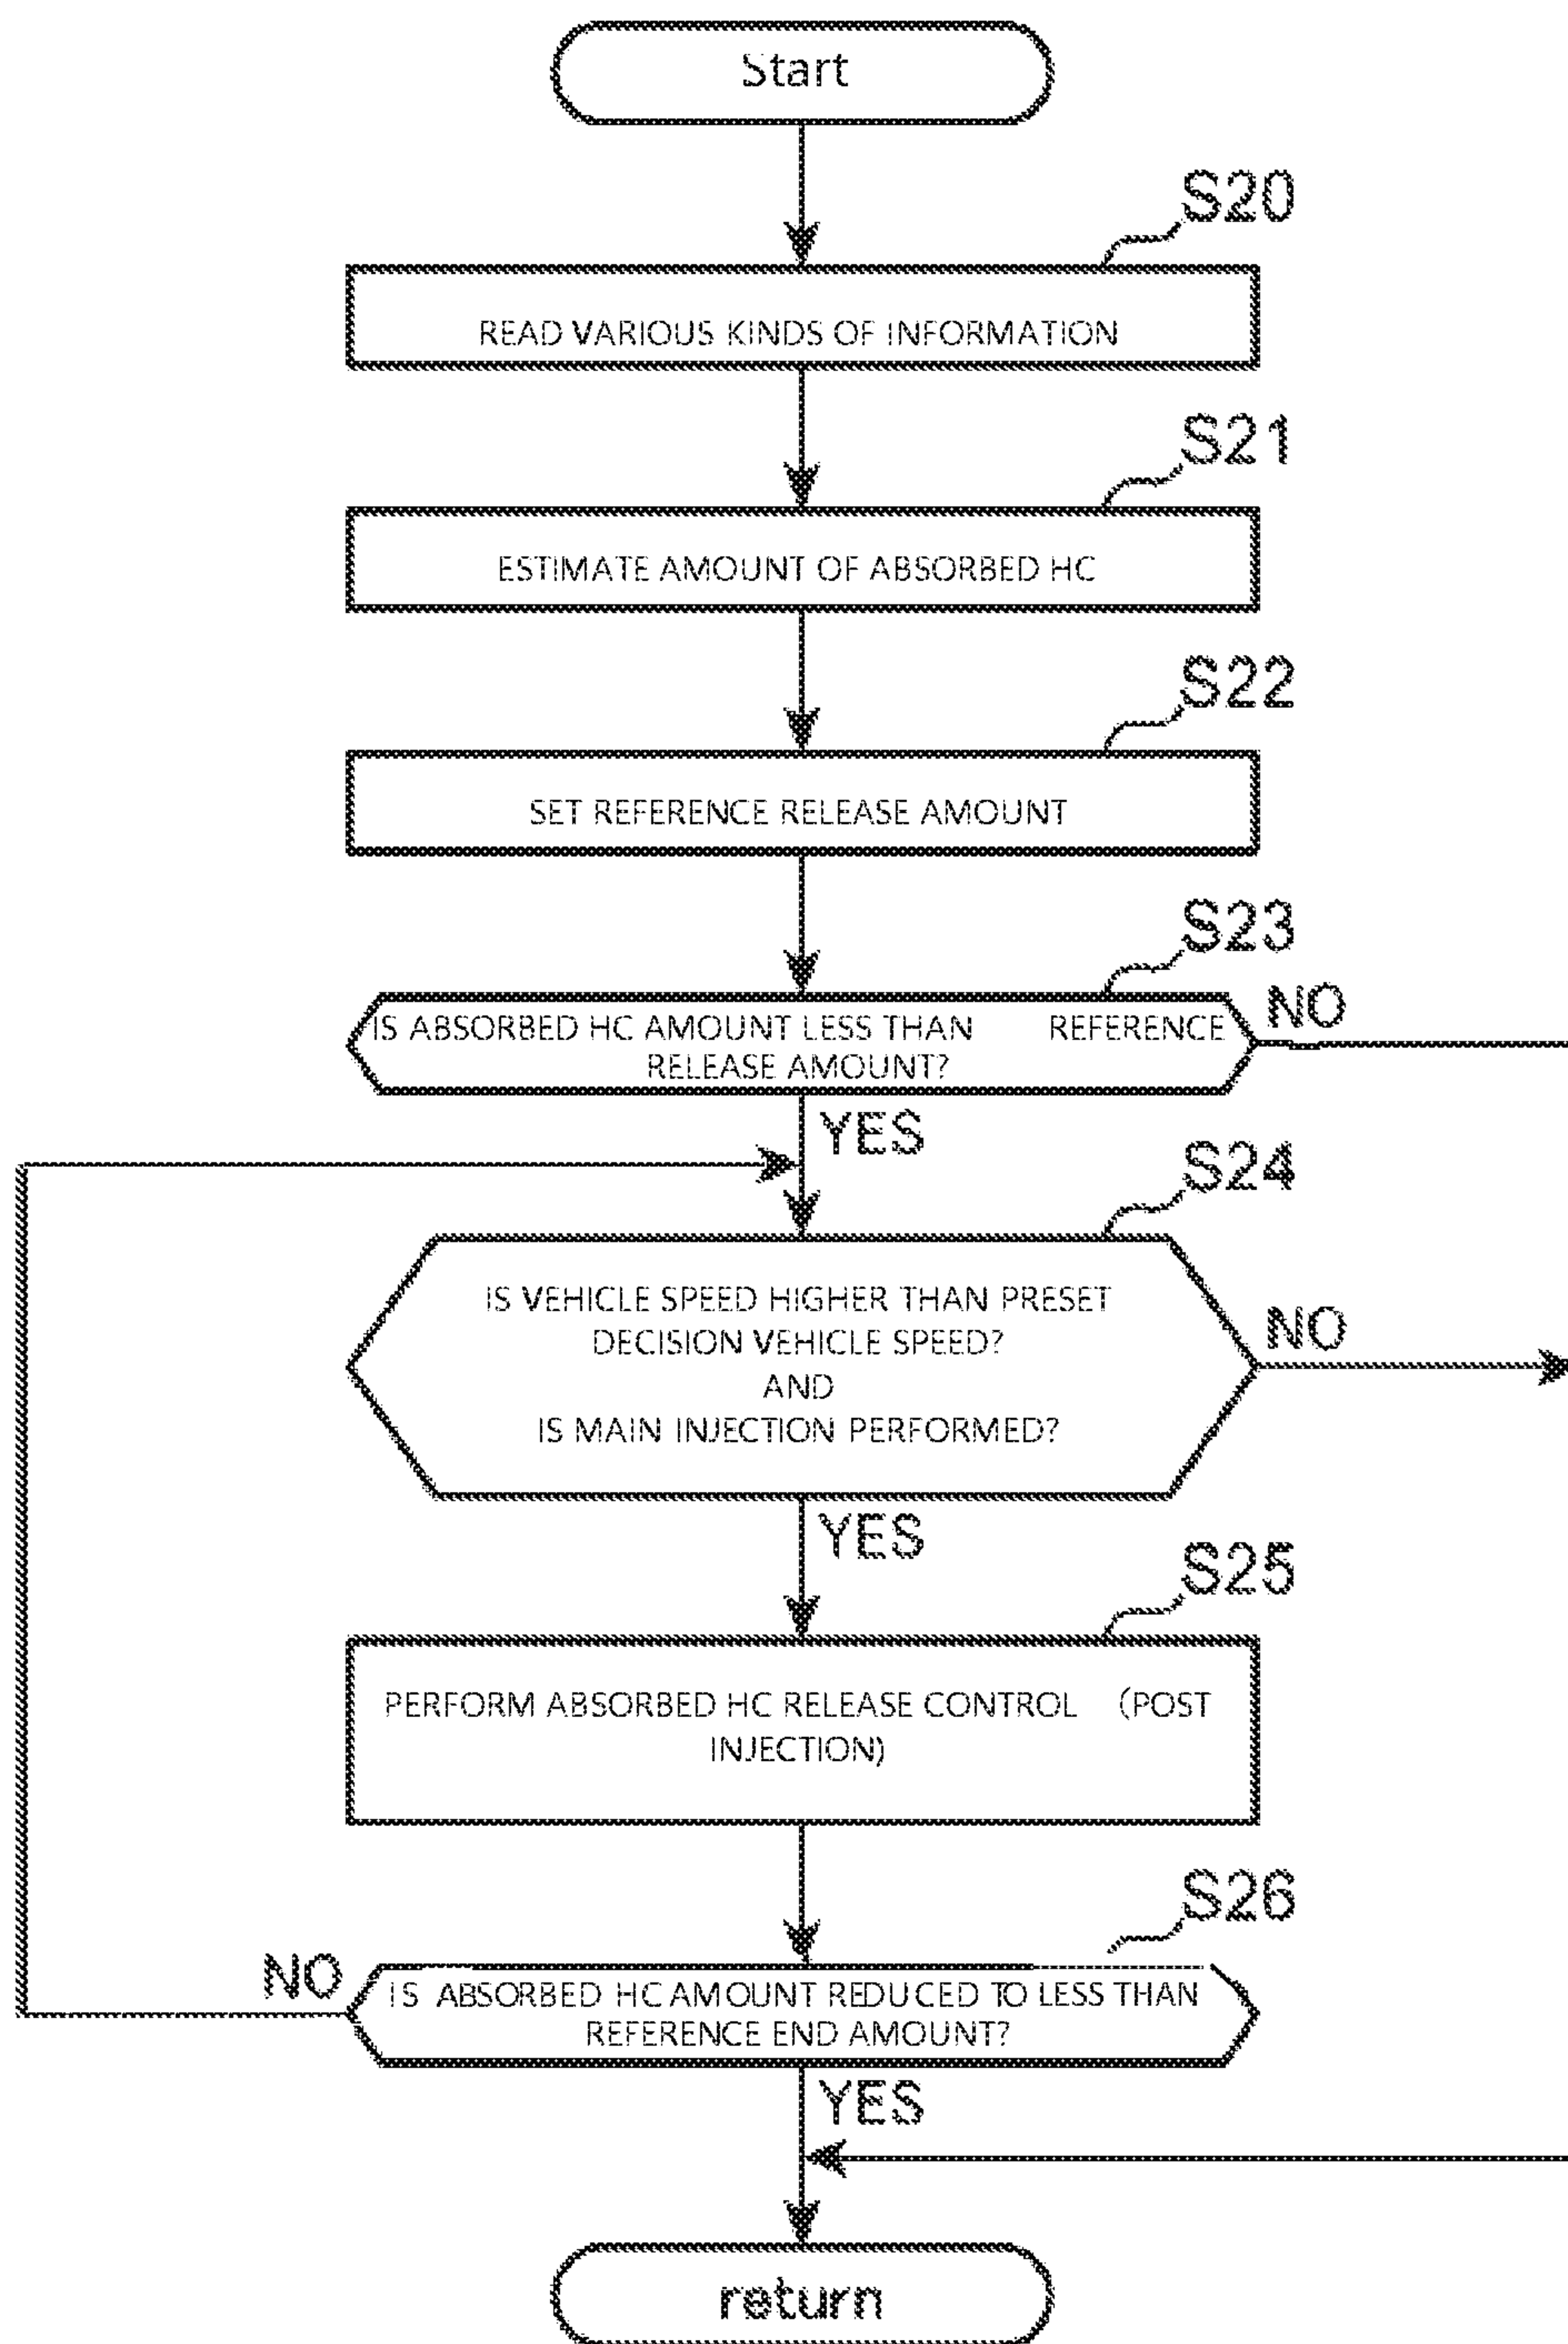 Start
S20
READ VARIOUS KINDS OF INFORMATION
S21
ESTIMATE AMOUNT OF ABSORBED HC
S22
SET REFERENCE RELEASE AMOUNT
S23
IS ABSORBED HC AMOUNT LESS THAN REFERENCE
RELEASE AMOUNT?
NO
YES
S24
IS VEHICLE SPEED HIGHER THAN PRESET
DECISION VEHICLE SPEED?
AND
IS MAIN INJECTION PERFORMED?
NO
YES
S25
PERFORM ABSORBED HC RELEASE CONTROL (POST
INJECTION)
S26
NO
IS ABSORBED HC AMOUNT REDUCED TO LESS THAN
REFERENCE END AMOUNT?
YES
return